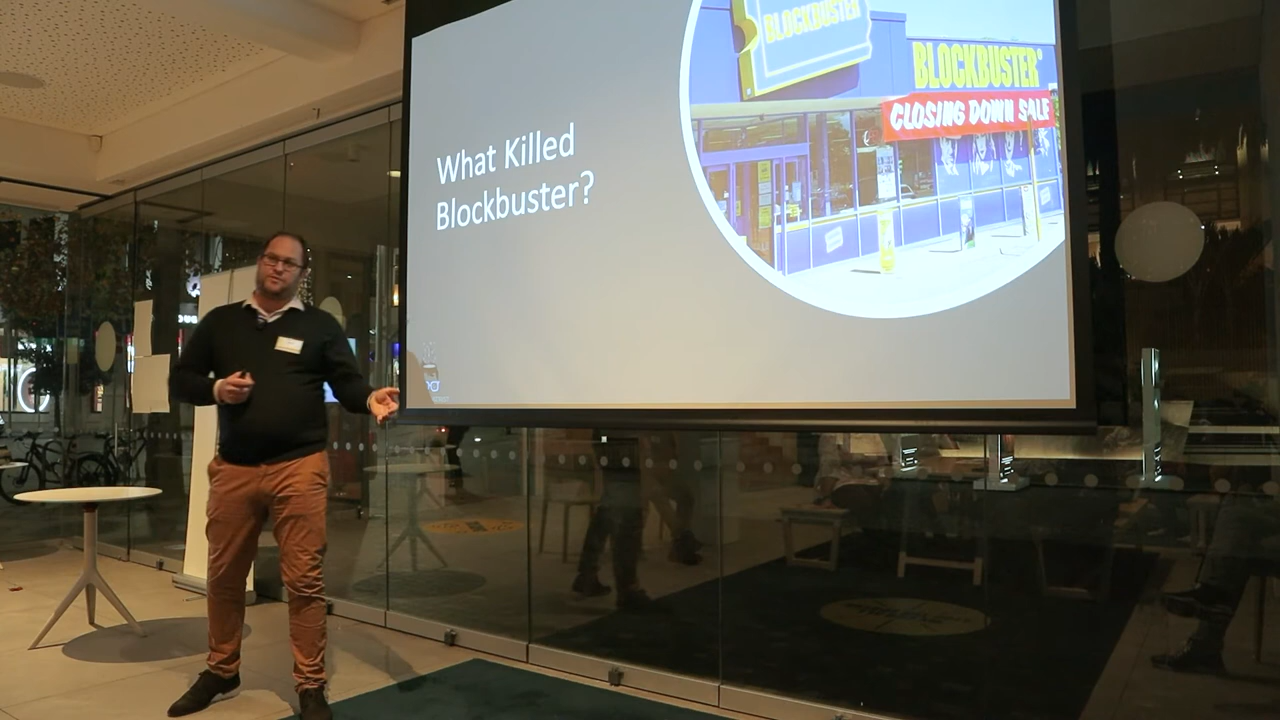 What Killed
Blockbuster?
BLOCKBUSTER
BLOCKBUSTER
CLOSING DOWN SALE